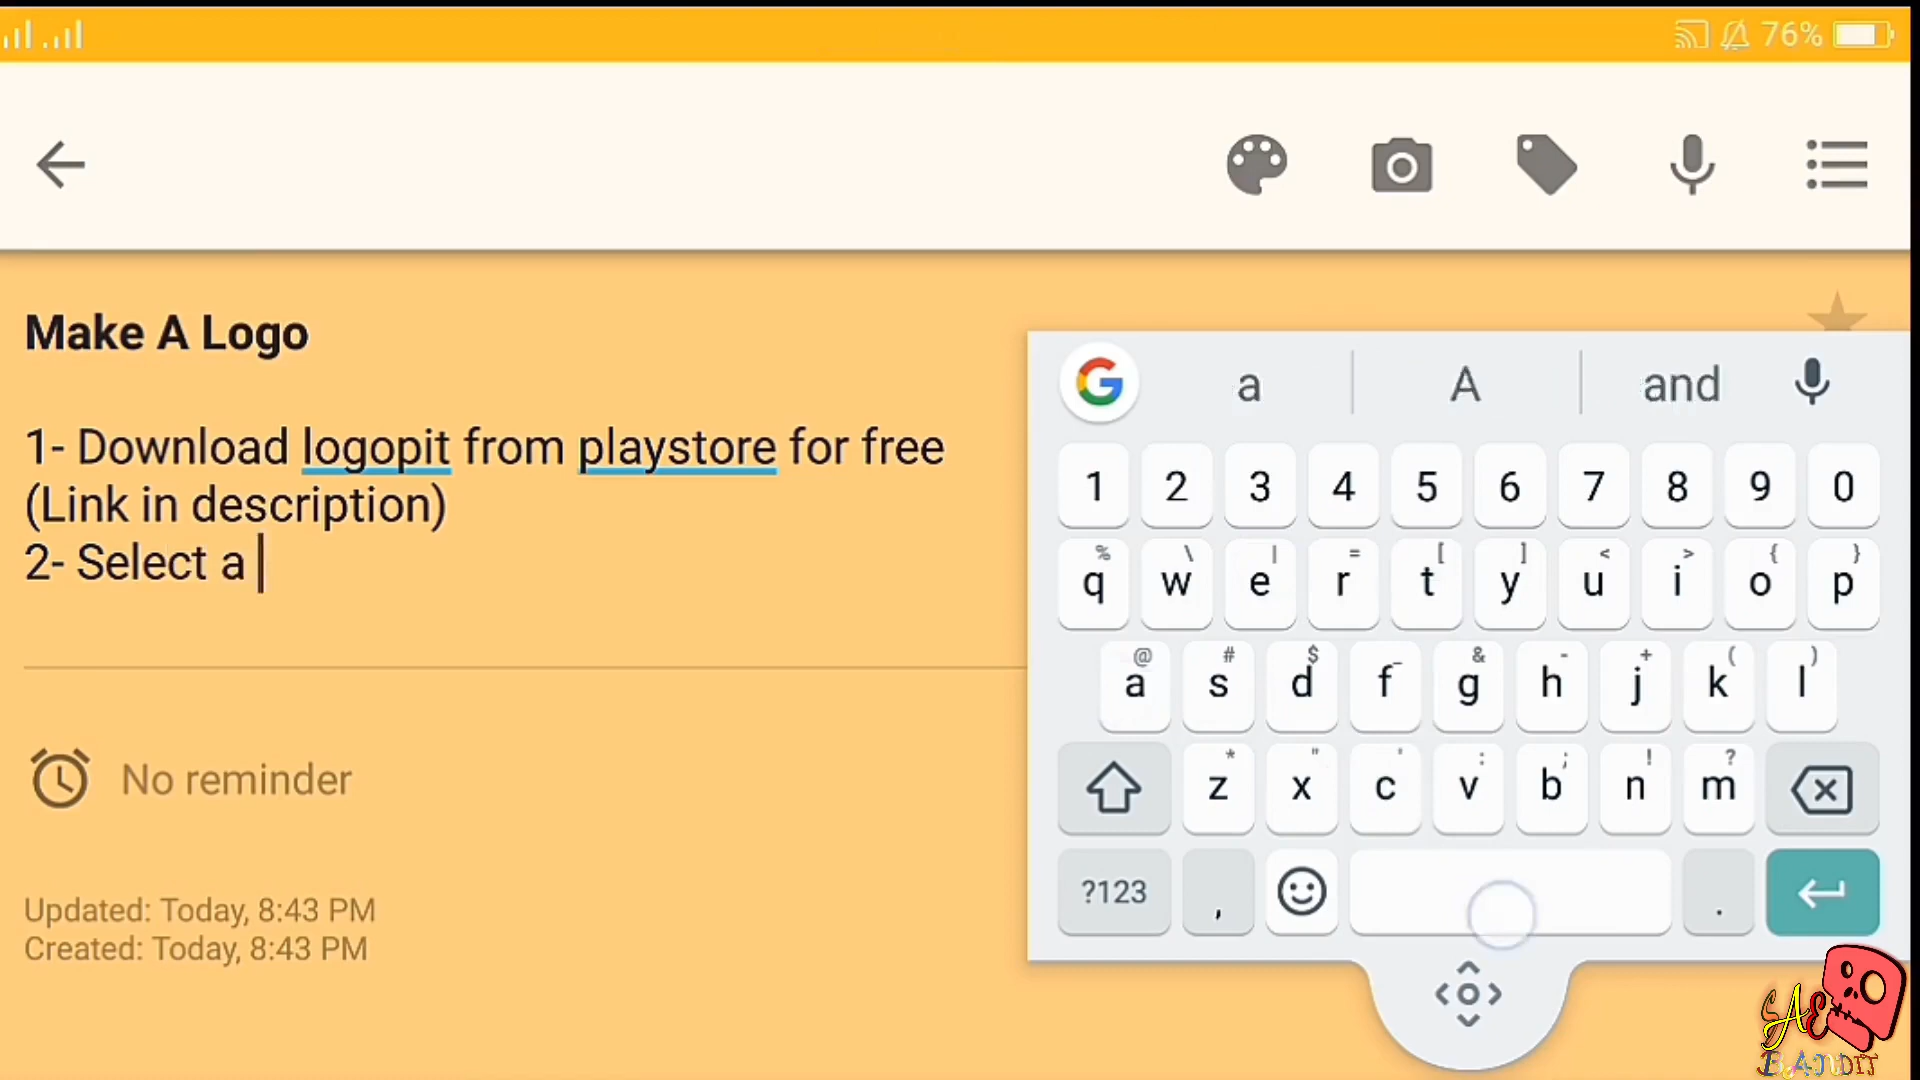 76%
Make A Logo
1- Download logopit from playstore for free
(Link in description)
2- Select a
No reminder
Updated: Today, 8:43 PM
Created: Today, 8:43 PM
a A and
1 2 3 4 5 6 7 8 9 0
% \ | = [ ] < > { }
q w e r t y u i o p
@ # $ _ & - + ( )
a s d f g h j k l
* " ' : ; ! ?
z x c v b n m
?123 , .
SAE
BANDIT